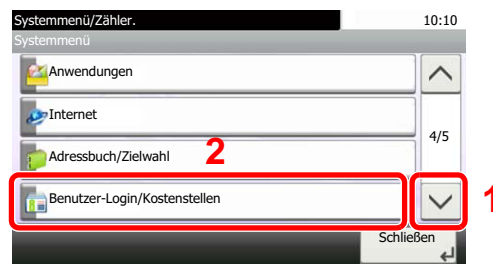 Systemmenü/Zähler. 10:10
Systemmenü
Anwendungen
Internet
4/5
Adressbuch/Zielwahl 2
Benutzer-Login/Kostenstellen 1
Schließen